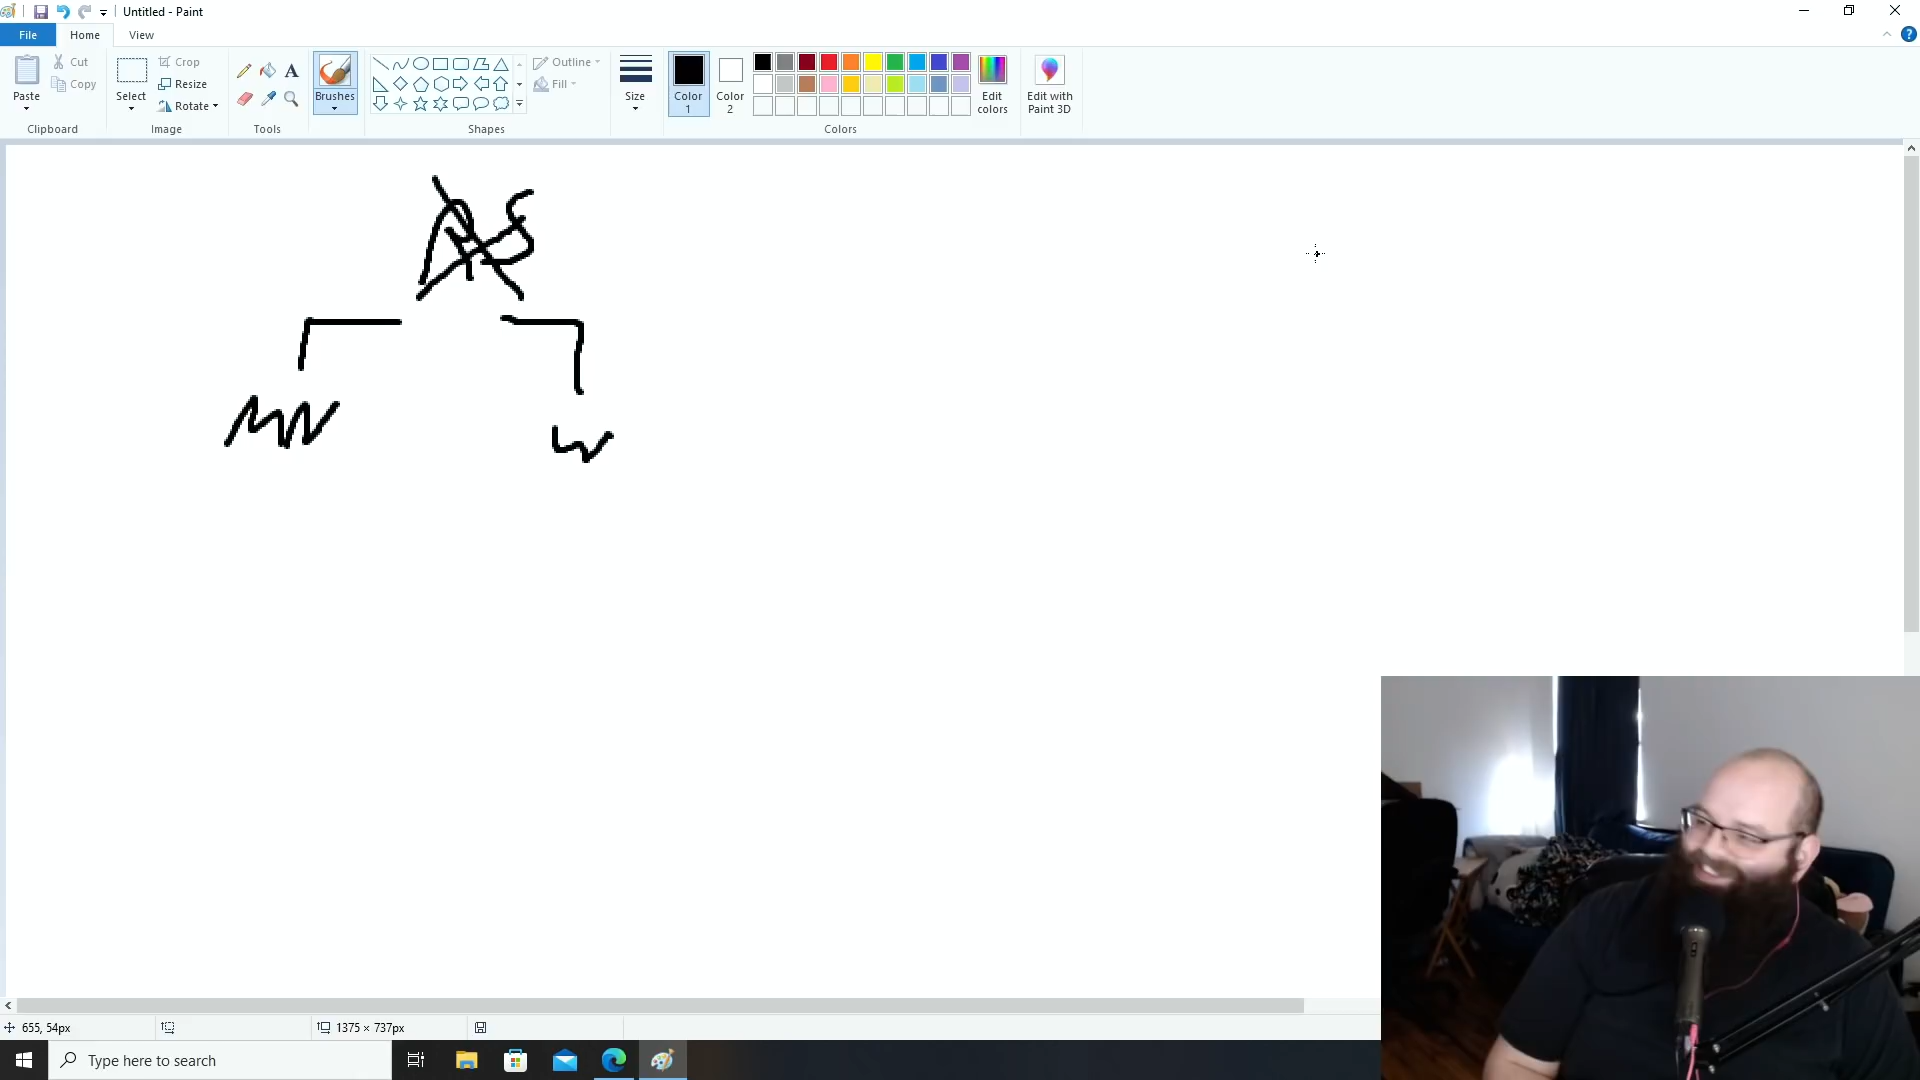 Untitled - Paint
File Home View
Paste Cut Copy Select Crop Resize Rotate Brushes Outline Fill Size Color 1 Color 2 Edit colors Edit with Paint 3D
Clipboard Image Tools Shapes Colors
655, 54px 1375 × 737px
Type here to search